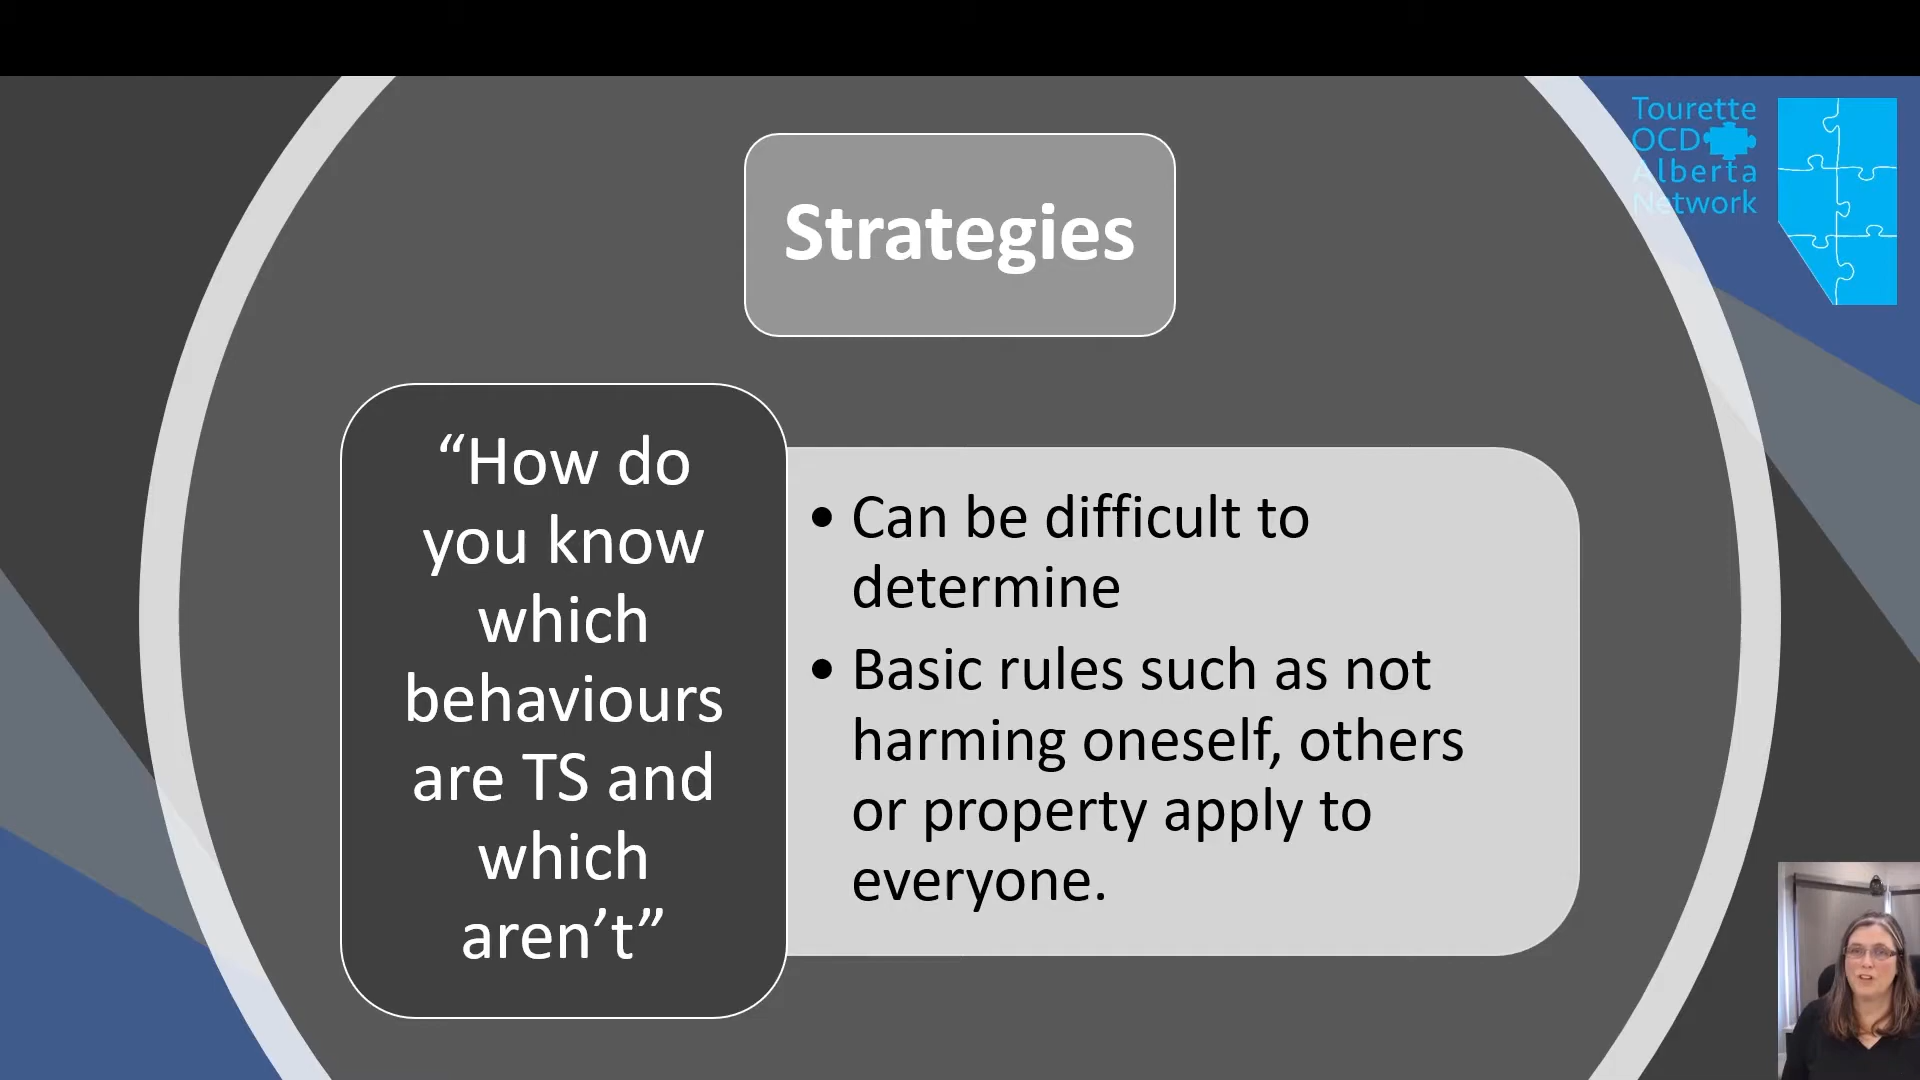 Tourette
OCD
Alberta
Network
Strategies
“How do
you know
which
behaviours
are TS and
which
aren’t”
• Can be difficult to
determine
• Basic rules such as not
harming oneself, others
or property apply to
everyone.